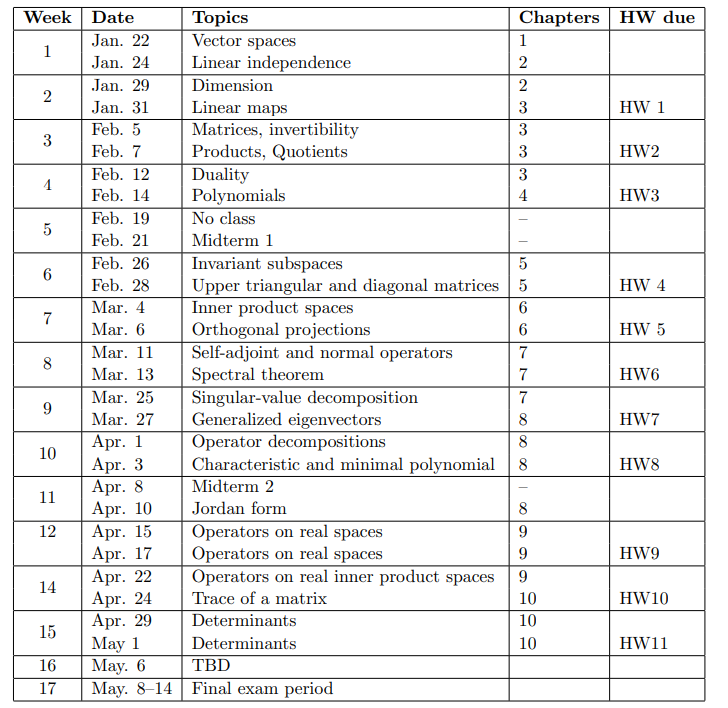 Week Date Topics Chapters HW due
1 Jan. 22 Vector spaces 1
Jan. 24 Linear independence 2
2 Jan. 29 Dimension 2
Jan. 31 Linear maps 3 HW 1
3 Feb. 5 Matrices, invertibility 3
Feb. 7 Products, Quotients 3 HW2
4 Feb. 12 Duality 3
Feb. 14 Polynomials 4 HW3
5 Feb. 19 No class –
Feb. 21 Midterm 1 –
6 Feb. 26 Invariant subspaces 5
Feb. 28 Upper triangular and diagonal matrices 5 HW 4
7 Mar. 4 Inner product spaces 6
Mar. 6 Orthogonal projections 6 HW 5
8 Mar. 11 Self-adjoint and normal operators 7
Mar. 13 Spectral theorem 7 HW6
9 Mar. 25 Singular-value decomposition 7
Mar. 27 Generalized eigenvectors 8 HW7
10 Apr. 1 Operator decompositions 8
Apr. 3 Characteristic and minimal polynomial 8 HW8
11 Apr. 8 Midterm 2 –
Apr. 10 Jordan form 8
12 Apr. 15 Operators on real spaces 9
Apr. 17 Operators on real spaces 9 HW9
14 Apr. 22 Operators on real inner product spaces 9
Apr. 24 Trace of a matrix 10 HW10
15 Apr. 29 Determinants 10
May 1 Determinants 10 HW11
16 May. 6 TBD
17 May. 8–14 Final exam period